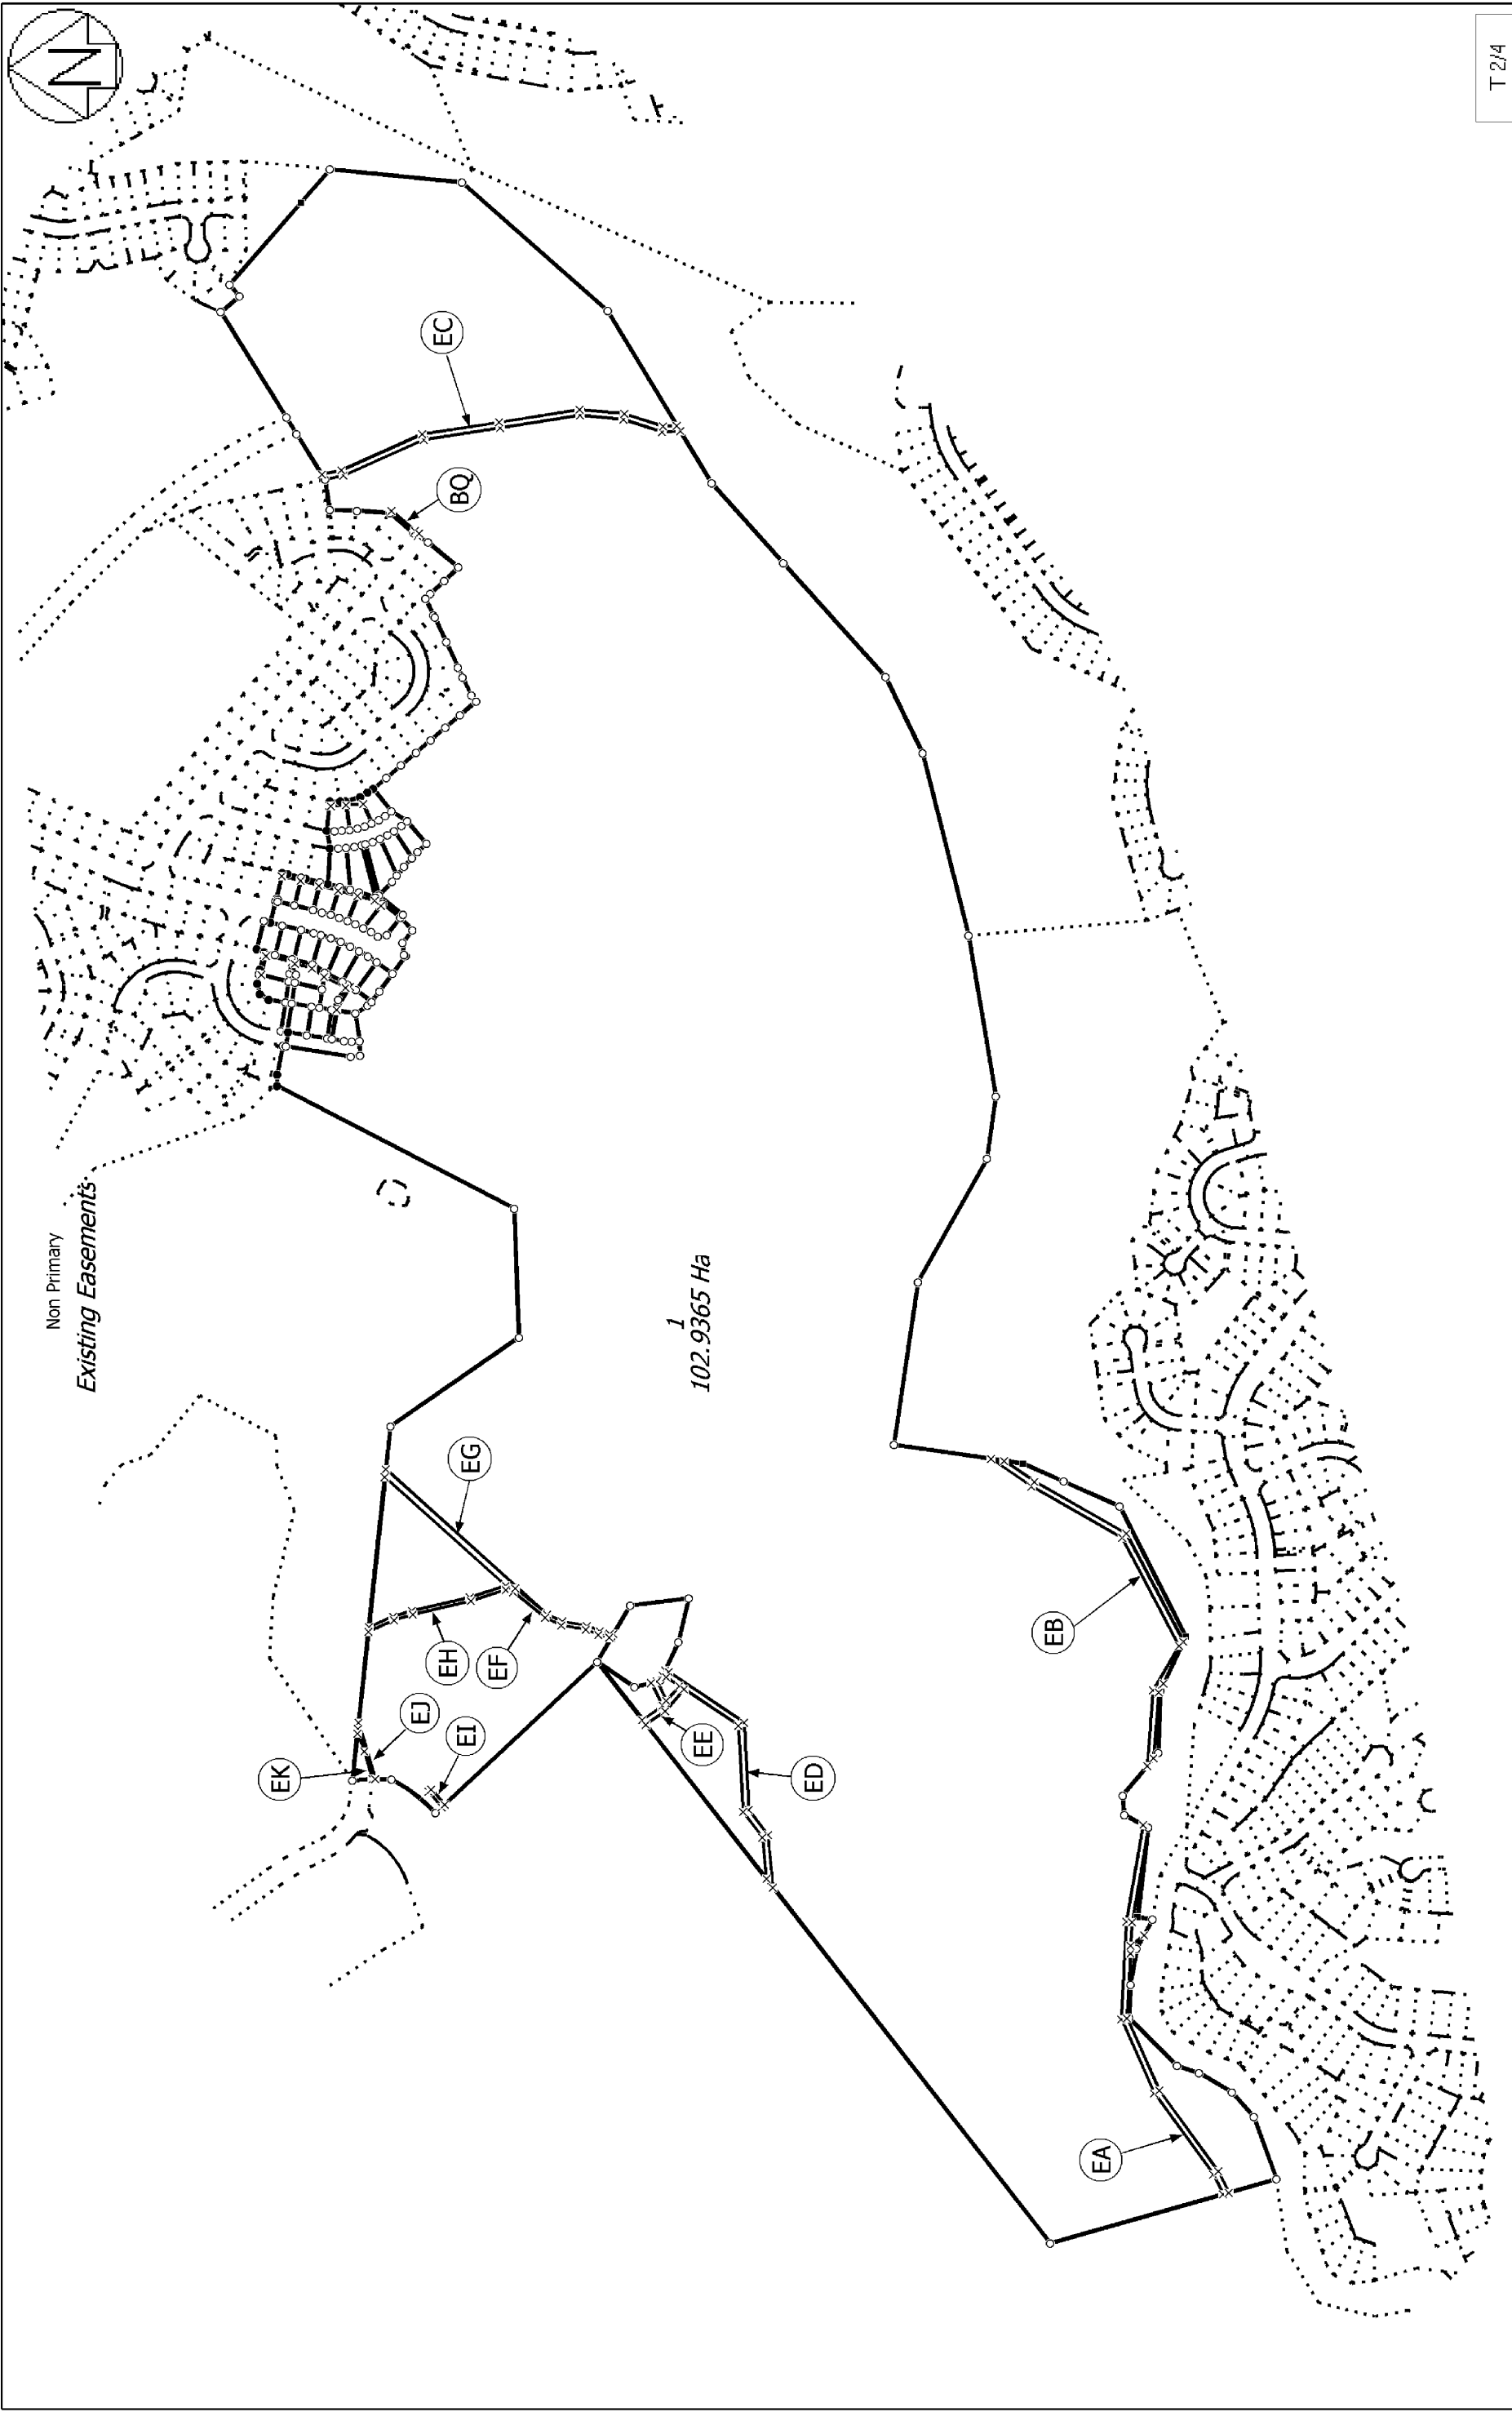 N
T 2/4
Non Primary
Existing Easements
1
102.9365 Ha
EC
BQ
EG
EH
EF
EJ
EI
EK
EE
ED
EB
EA